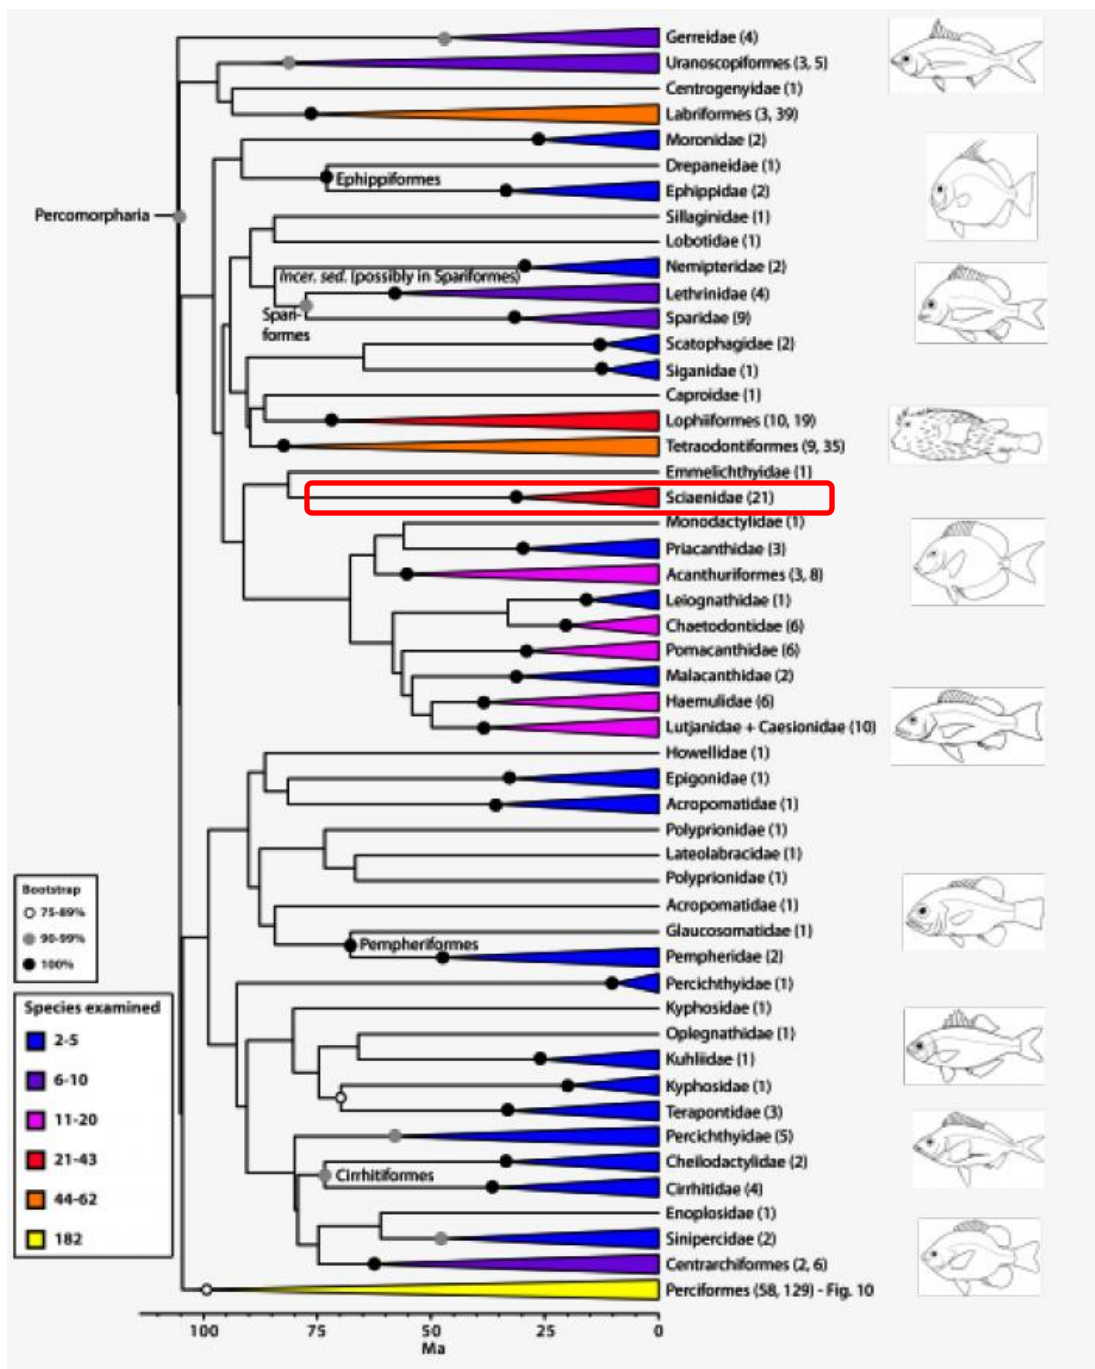 Gerreidae (4)
Uranoscopiformes (3, 5)
Centrogenyidae (1)
Labriformes (3, 39)
Moronidae (2)
Drepaneidae (1)
Ephippiformes
Ephippidae (2)
Percomorpharia
Sillaginidae (1)
Lobotidae (1)
Nemipteridae (2)
Incer. sed. (possibly in Spariformes)
Lethrinidae (4)
Spari-
formes
Sparidae (9)
Scatophagidae (2)
Siganidae (1)
Caproidae (1)
Lophiiformes (10, 19)
Tetraodontiformes (9, 35)
Emmelichthyidae (1)
Sciaenidae (21)
Monodactylidae (1)
Priacanthidae (3)
Acanthuriformes (3, 8)
Leiognathidae (1)
Chaetodontidae (6)
Pomacanthidae (6)
Malacanthidae (2)
Haemulidae (6)
Lutjanidae + Caesionidae (10)
Howellidae (1)
Epigonidae (1)
Acropomatidae (1)
Polyprionidae (1)
Lateolabracidae (1)
Polyprionidae (1)
Acropomatidae (1)
Glaucosomatidae (1)
Pempheriformes
Pempheridae (2)
Percichthyidae (1)
Kyphosidae (1)
Oplegnathidae (1)
Kuhliidae (1)
Kyphosidae (1)
Terapontidae (3)
Percichthyidae (5)
Cheilodactylidae (2)
Cirrhitiformes
Cirrhitidae (4)
Enoplosidae (1)
Sinipercidae (2)
Centrarchiformes (2, 6)
Perciformes (58, 129) - Fig. 10
Bootstrap
75-89%
90-99%
100%
Species examined
2-5
6-10
11-20
21-43
44-62
182
100 75 50 25 0
Ma